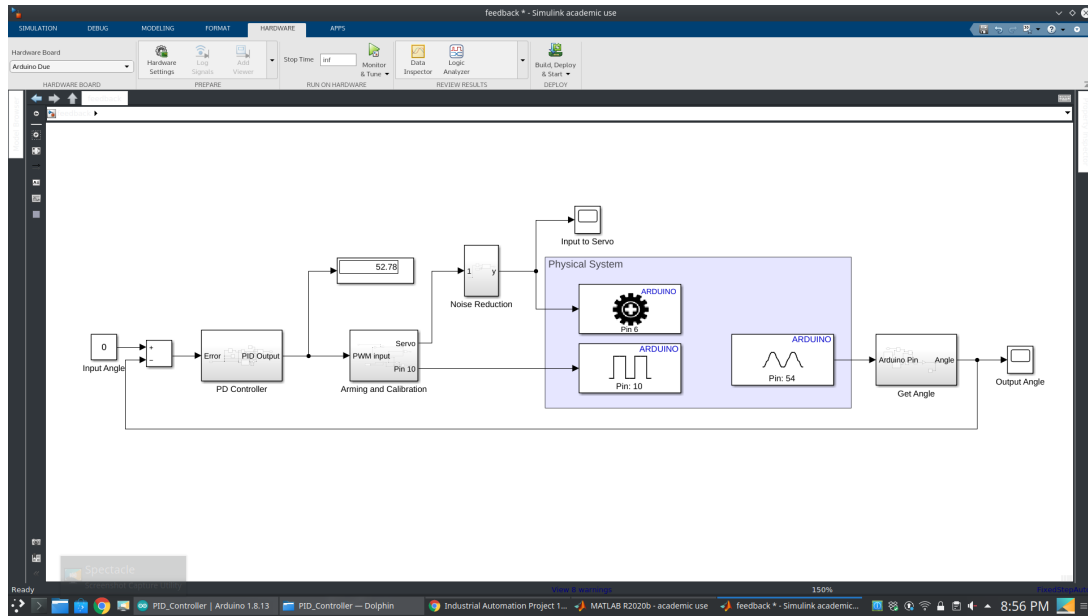 feedback * - Simulink academic use
SIMULATION DEBUG MODELING FORMAT HARDWARE APPS
Hardware Board
Arduino Due
Hardware Settings
Log Signals
Add Viewer
Stop Time inf
Monitor & Tune
Data Inspector
Logic Analyzer
Build, Deploy & Start
HARDWARE BOARD PREPARE RUN ON HARDWARE REVIEW RESULTS DEPLOY
Input to Servo
Physical System
52.78
1 y
Noise Reduction
ARDUINO
Pin 6
0
Input Angle
+
−
Error PID Output
PD Controller
PWM input Servo
Pin 10
Arming and Calibration
ARDUINO
Pin: 10
ARDUINO
Pin: 54
Arduino Pin Angle
Get Angle
Output Angle
Spectacle
Ready View 8 warnings 150%
PID_Controller | Arduino 1.8.13
PID_Controller — Dolphin
Industrial Automation Project 1...
MATLAB R2020b - academic use
feedback * - Simulink academic...
8:56 PM